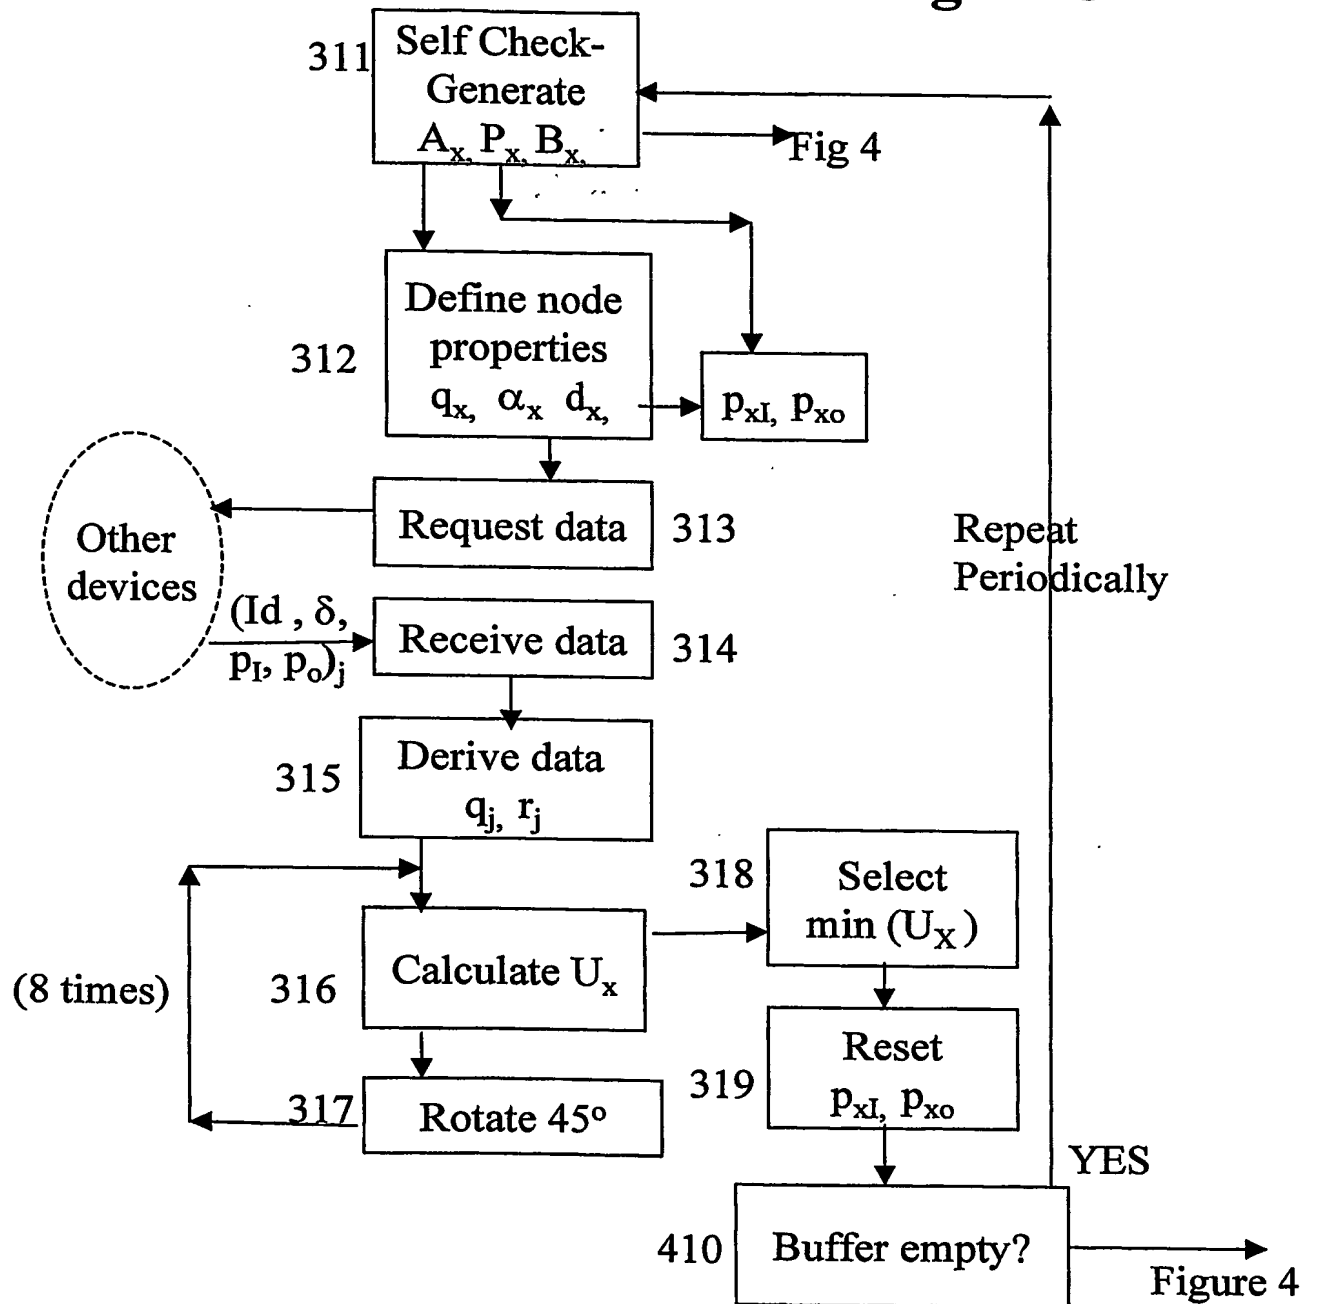 311
Self Check-
Generate
Aₓ, Pₓ, Bₓ,
Fig 4
312
Define node
properties
qₓ, αₓ dₓ,
pxI, pxo
Other
devices
Request data
313
Repeat
Periodically
(Id , δ,
pI, po)j
Receive data
314
315
Derive data
qj, rj
318
Select
min (UX)
(8 times)
316
Calculate Uₓ
319
Reset
pxI, pxo
317
Rotate 45º
YES
410
Buffer empty?
Figure 4